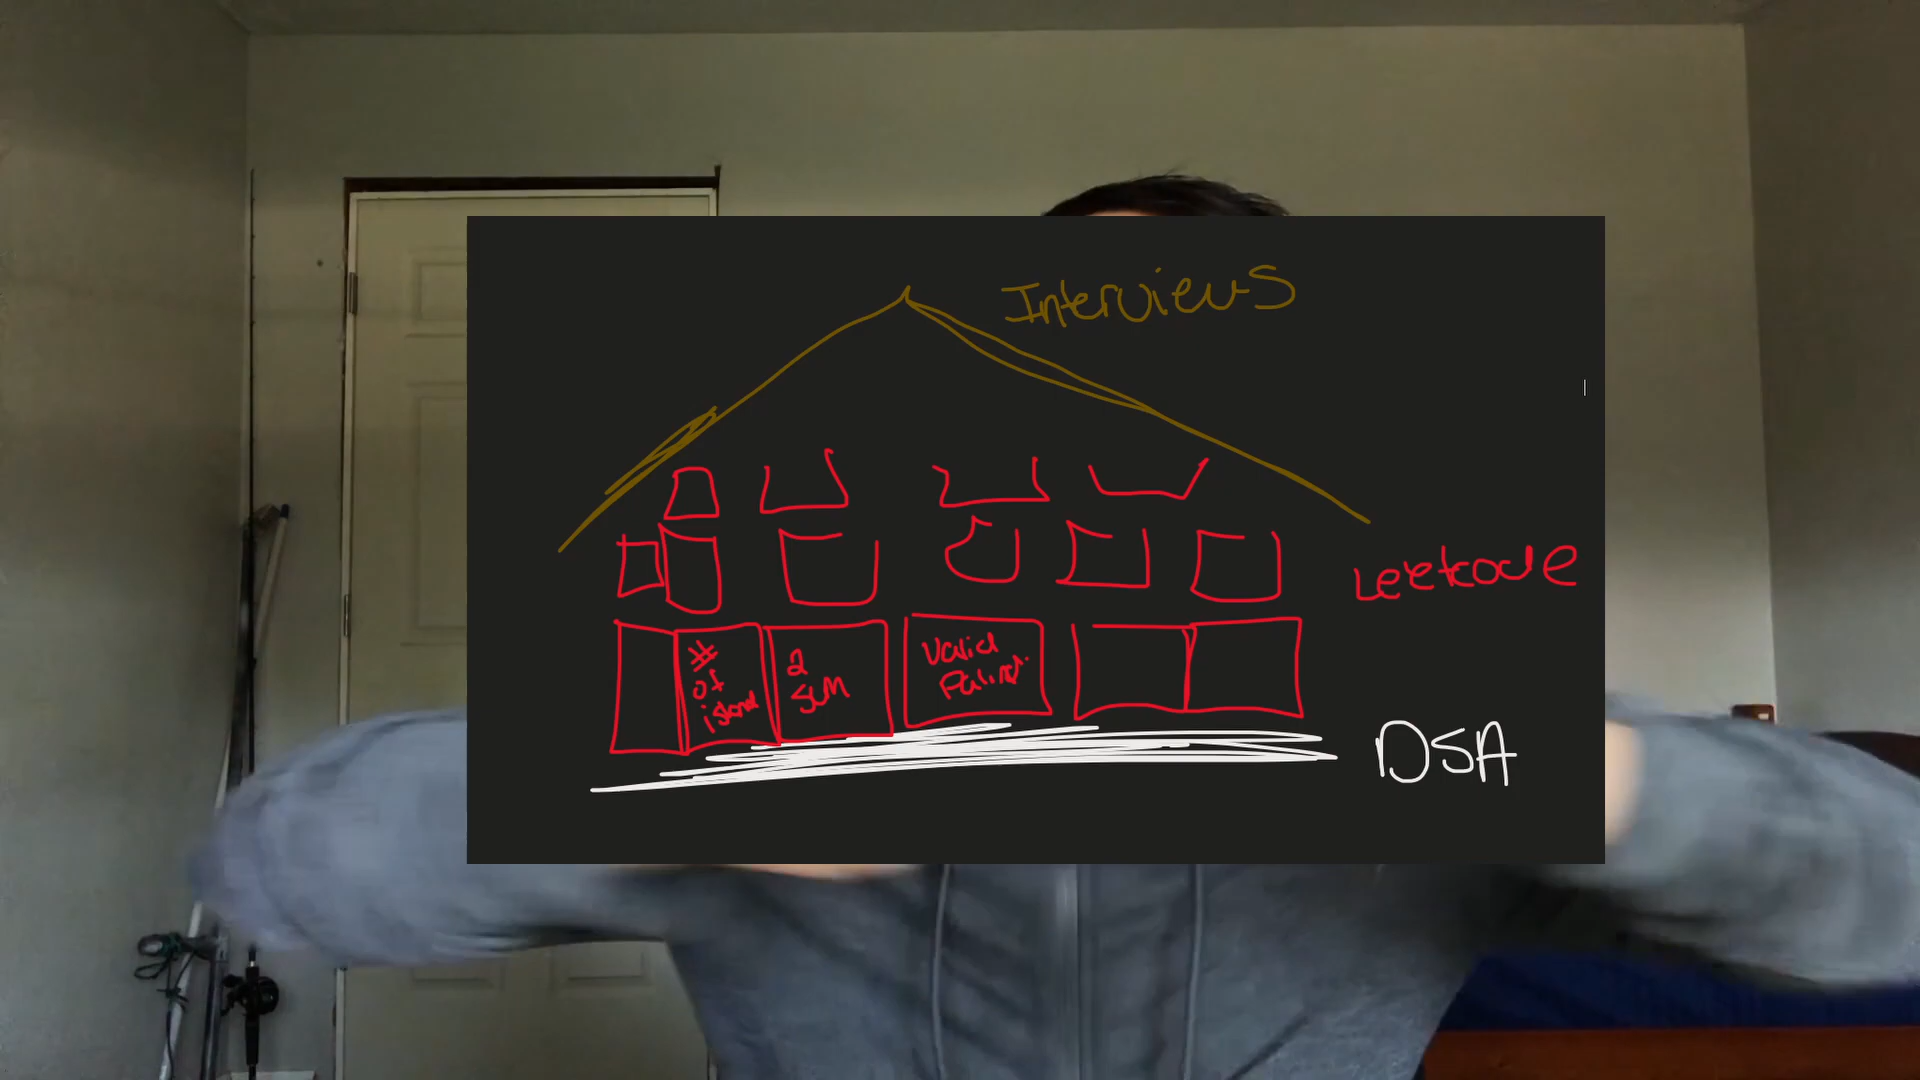 Interviews
Leetcode
#
of
island
2
sum
Valid
Palind.
DSA